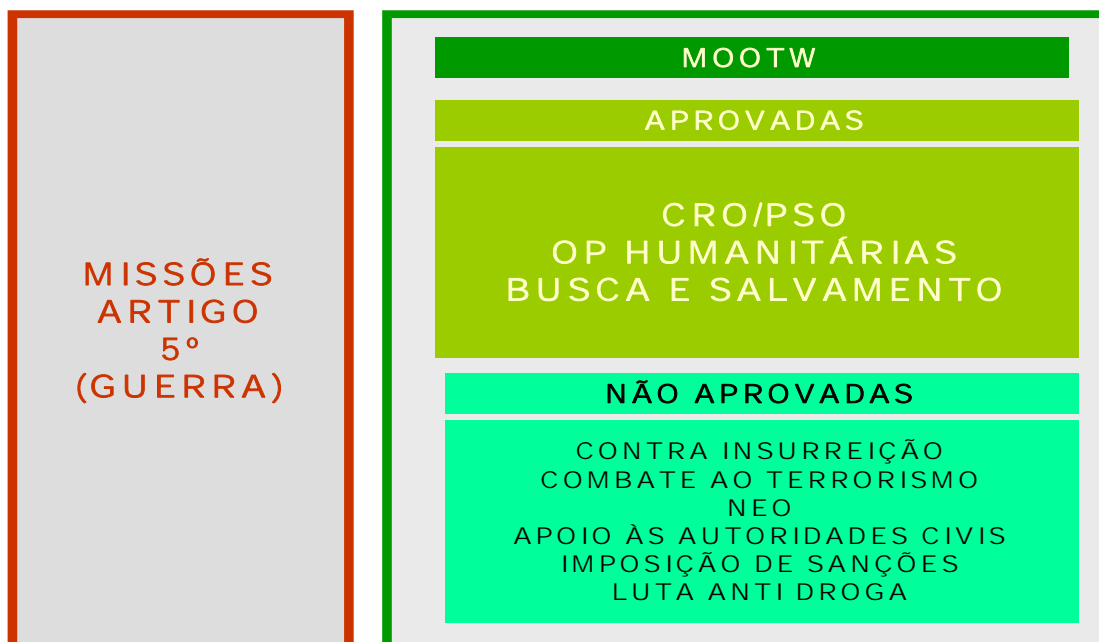 MISSÕES
ARTIGO
5º
(GUERRA)
MOOTW
APROVADAS
CRO/PSO
OP HUMANITÁRIAS
BUSCA E SALVAMENTO
NÃO APROVADAS
CONTRA INSURREIÇÃO
COMBATE AO TERRORISMO
NEO
APOIO ÀS AUTORIDADES CIVIS
IMPOSIÇÃO DE SANÇÕES
LUTA ANTI DROGA